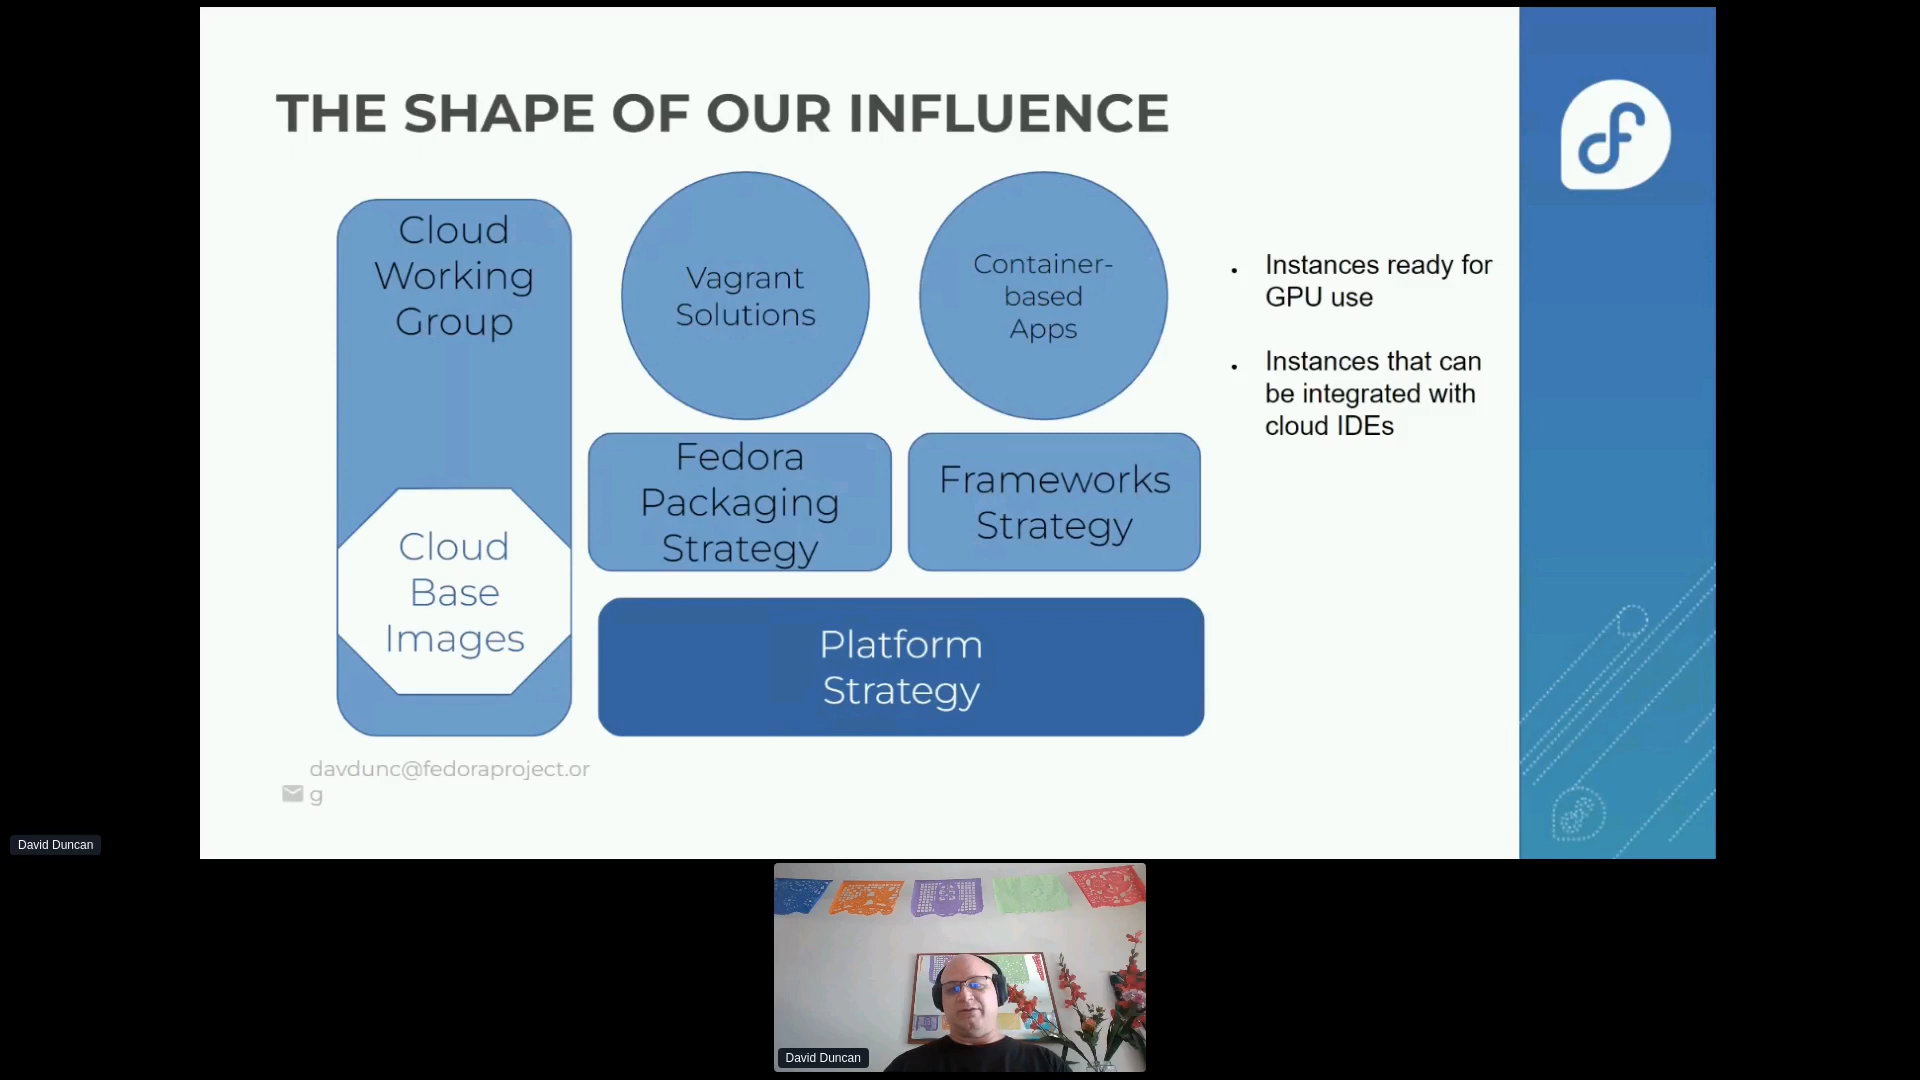 THE SHAPE OF OUR INFLUENCE
Cloud
Working
Group
Cloud
Base
Images
Vagrant
Solutions
Container-
based
Apps
Fedora
Packaging
Strategy
Frameworks
Strategy
Platform
Strategy
• Instances ready for
GPU use
• Instances that can
be integrated with
cloud IDEs
davdunc@fedoraproject.or
g
David Duncan
David Duncan